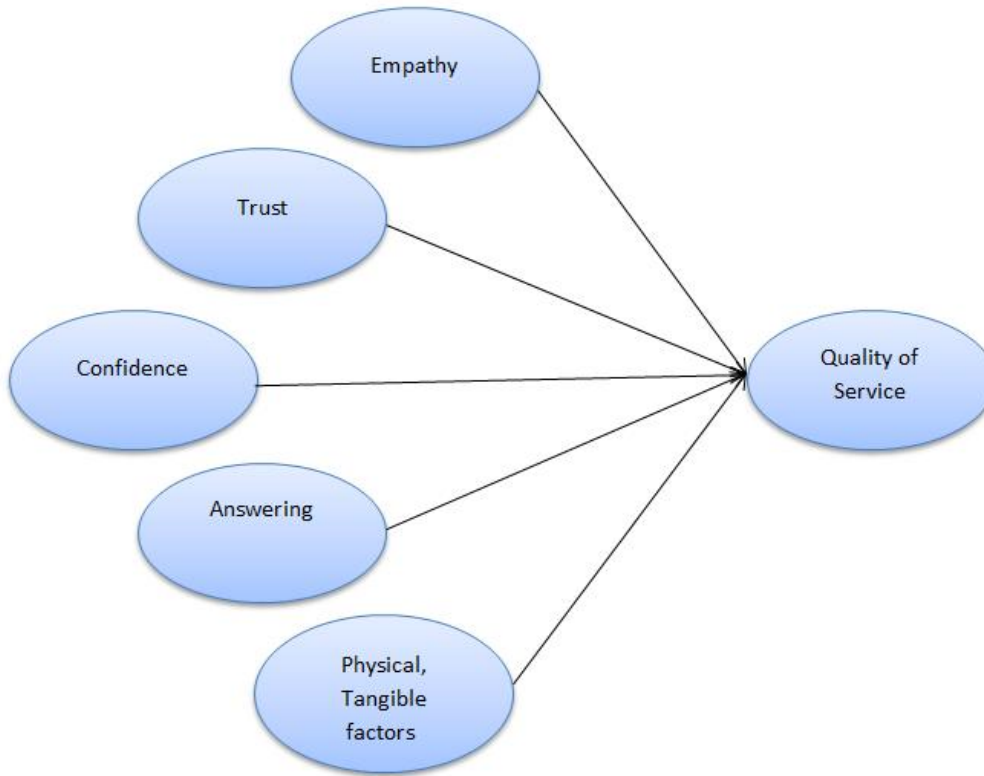 Empathy
Trust
Confidence
Quality of
Service
Answering
Physical,
Tangible
factors